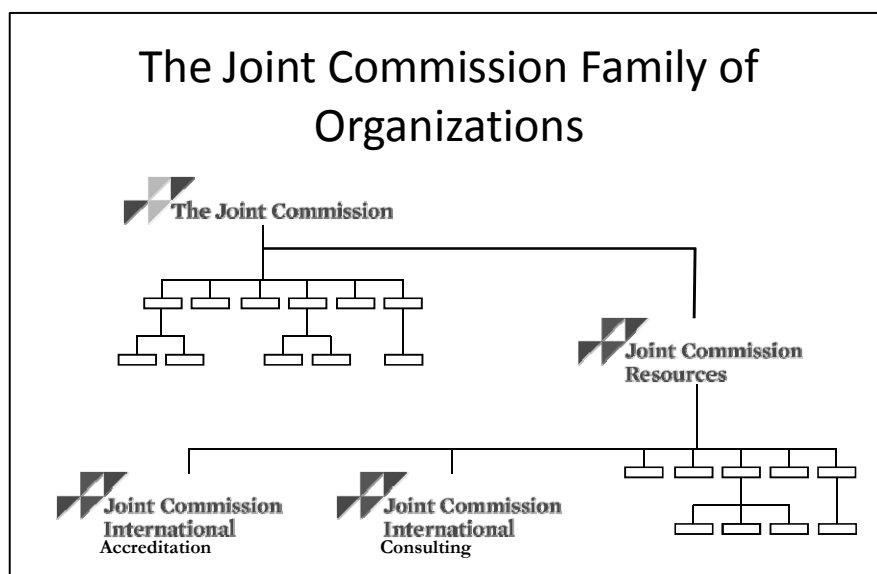 The Joint Commission Family of
Organizations
The Joint Commission
Joint Commission
Resources
Joint Commission
International
Accreditation
Joint Commission
International
Consulting